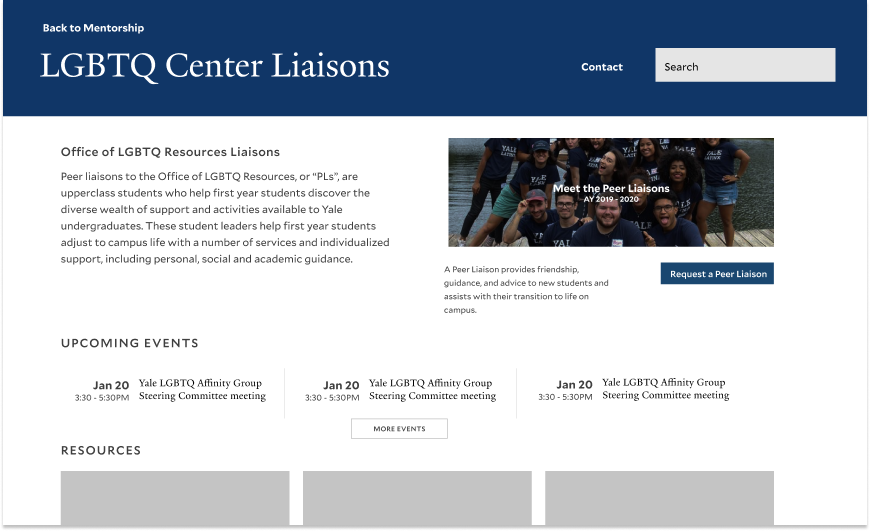 Back to Mentorship
LGBTQ Center Liaisons
Contact
Search
Office of LGBTQ Resources Liaisons
Peer liaisons to the Office of LGBTQ Resources, or “PLs”, are
upperclass students who help first year students discover the
diverse wealth of support and activities available to Yale
undergraduates. These student leaders help first year students
adjust to campus life with a number of services and individualized
support, including personal, social and academic guidance.
YALE
YALE
YALE
YALE
YALE
Meet the Peer Liaisons
AY 2019 - 2020
A Peer Liaison provides friendship,
guidance, and advice to new students and
assists with their transition to life on
campus.
Request a Peer Liaison
UPCOMING EVENTS
Jan 20
3:30 - 5:30PM
Yale LGBTQ Affinity Group
Steering Committee meeting
Jan 20
3:30 - 5:30PM
Yale LGBTQ Affinity Group
Steering Committee meeting
Jan 20
3:30 - 5:30PM
Yale LGBTQ Affinity Group
Steering Committee meeting
MORE EVENTS
RESOURCES